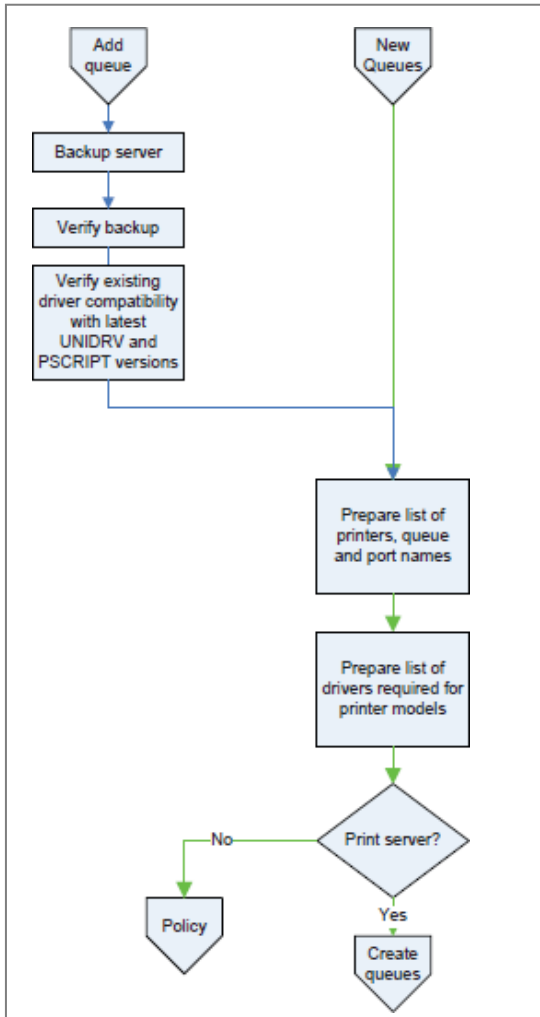 Add
queue
New
Queues
Backup server
Verify backup
Verify existing
driver compatibility
with latest
UNIDRV and
PSCRIPT versions
Prepare list of
printers, queue
and port names
Prepare list of
drivers required for
printer models
Print server?
No
Yes
Policy
Create
queues